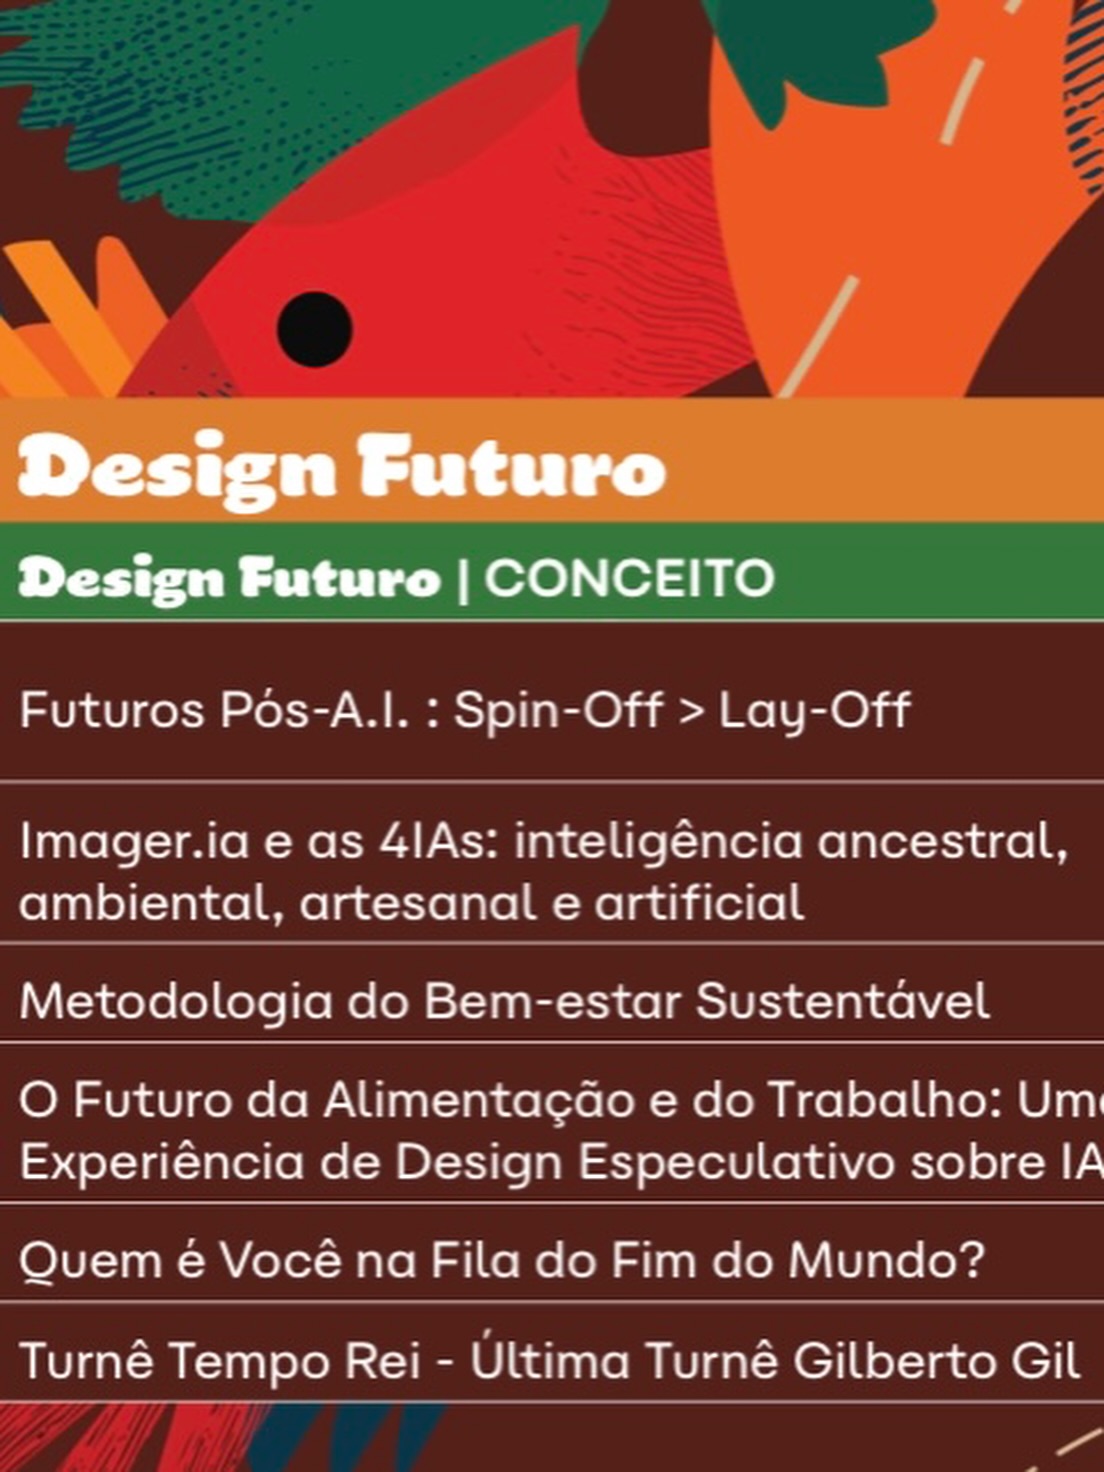 Design Futuro
Design Futuro | CONCEITO
Futuros Pós-A.I. : Spin-Off > Lay-Off
Imager.ia e as 4IAs: inteligência ancestral,
ambiental, artesanal e artificial
Metodologia do Bem-estar Sustentável
O Futuro da Alimentação e do Trabalho:
Experiência de Design Especulativo sobre IA
Quem é Você na Fila do Fim do Mundo?
Turnê Tempo Rei - Última Turnê Gilberto Gil